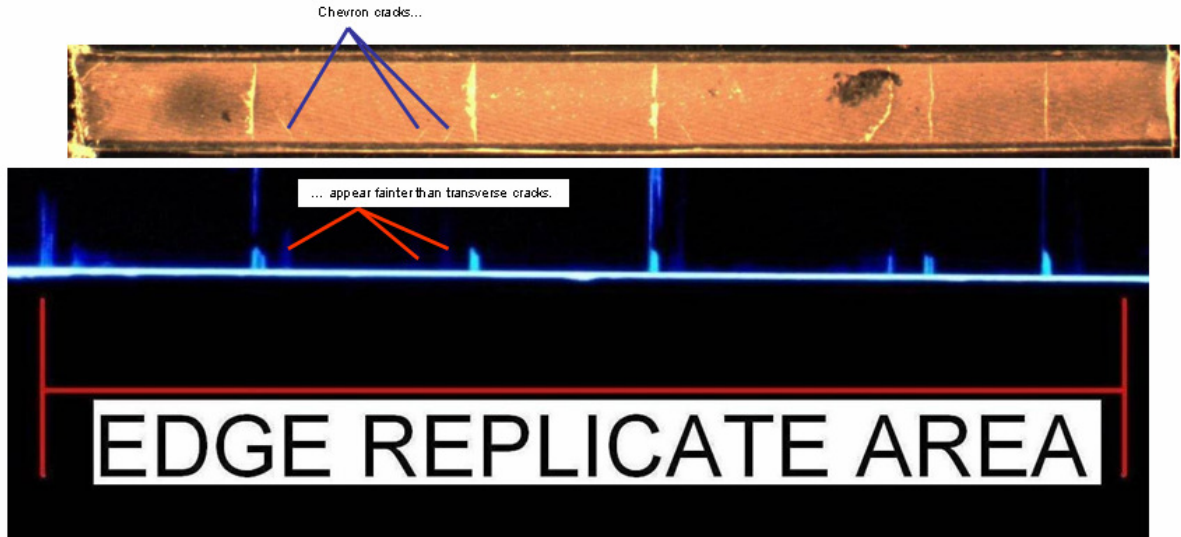 Chevron cracks...
... appear fainter than transverse cracks.
EDGE REPLICATE AREA